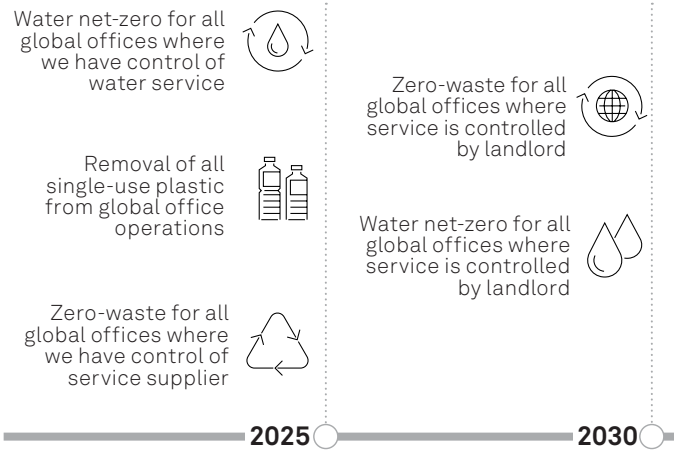 Water net-zero for all
global offices where
we have control of
water service
Removal of all
single-use plastic
from global office
operations
Zero-waste for all
global offices where
we have control of
service supplier
2025
Zero-waste for all
global offices where
service is controlled
by landlord
Water net-zero for all
global offices where
service is controlled
by landlord
2030